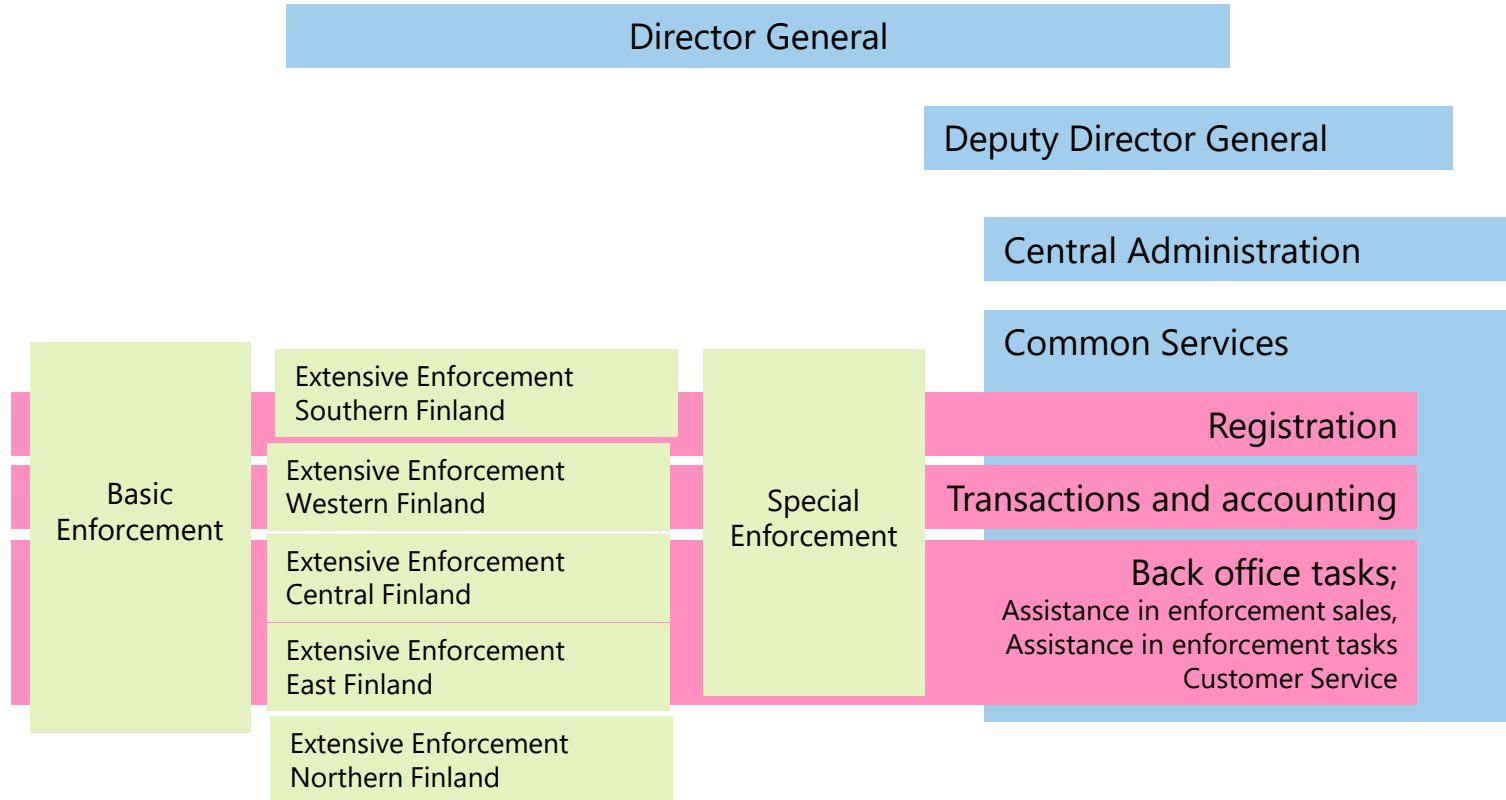 Director General
Deputy Director General
Central Administration
Common Services
Basic
Enforcement
Extensive Enforcement
Southern Finland
Extensive Enforcement
Western Finland
Extensive Enforcement
Central Finland
Extensive Enforcement
East Finland
Extensive Enforcement
Northern Finland
Special
Enforcement
Registration
Transactions and accounting
Back office tasks;
Assistance in enforcement sales,
Assistance in enforcement tasks
Customer Service